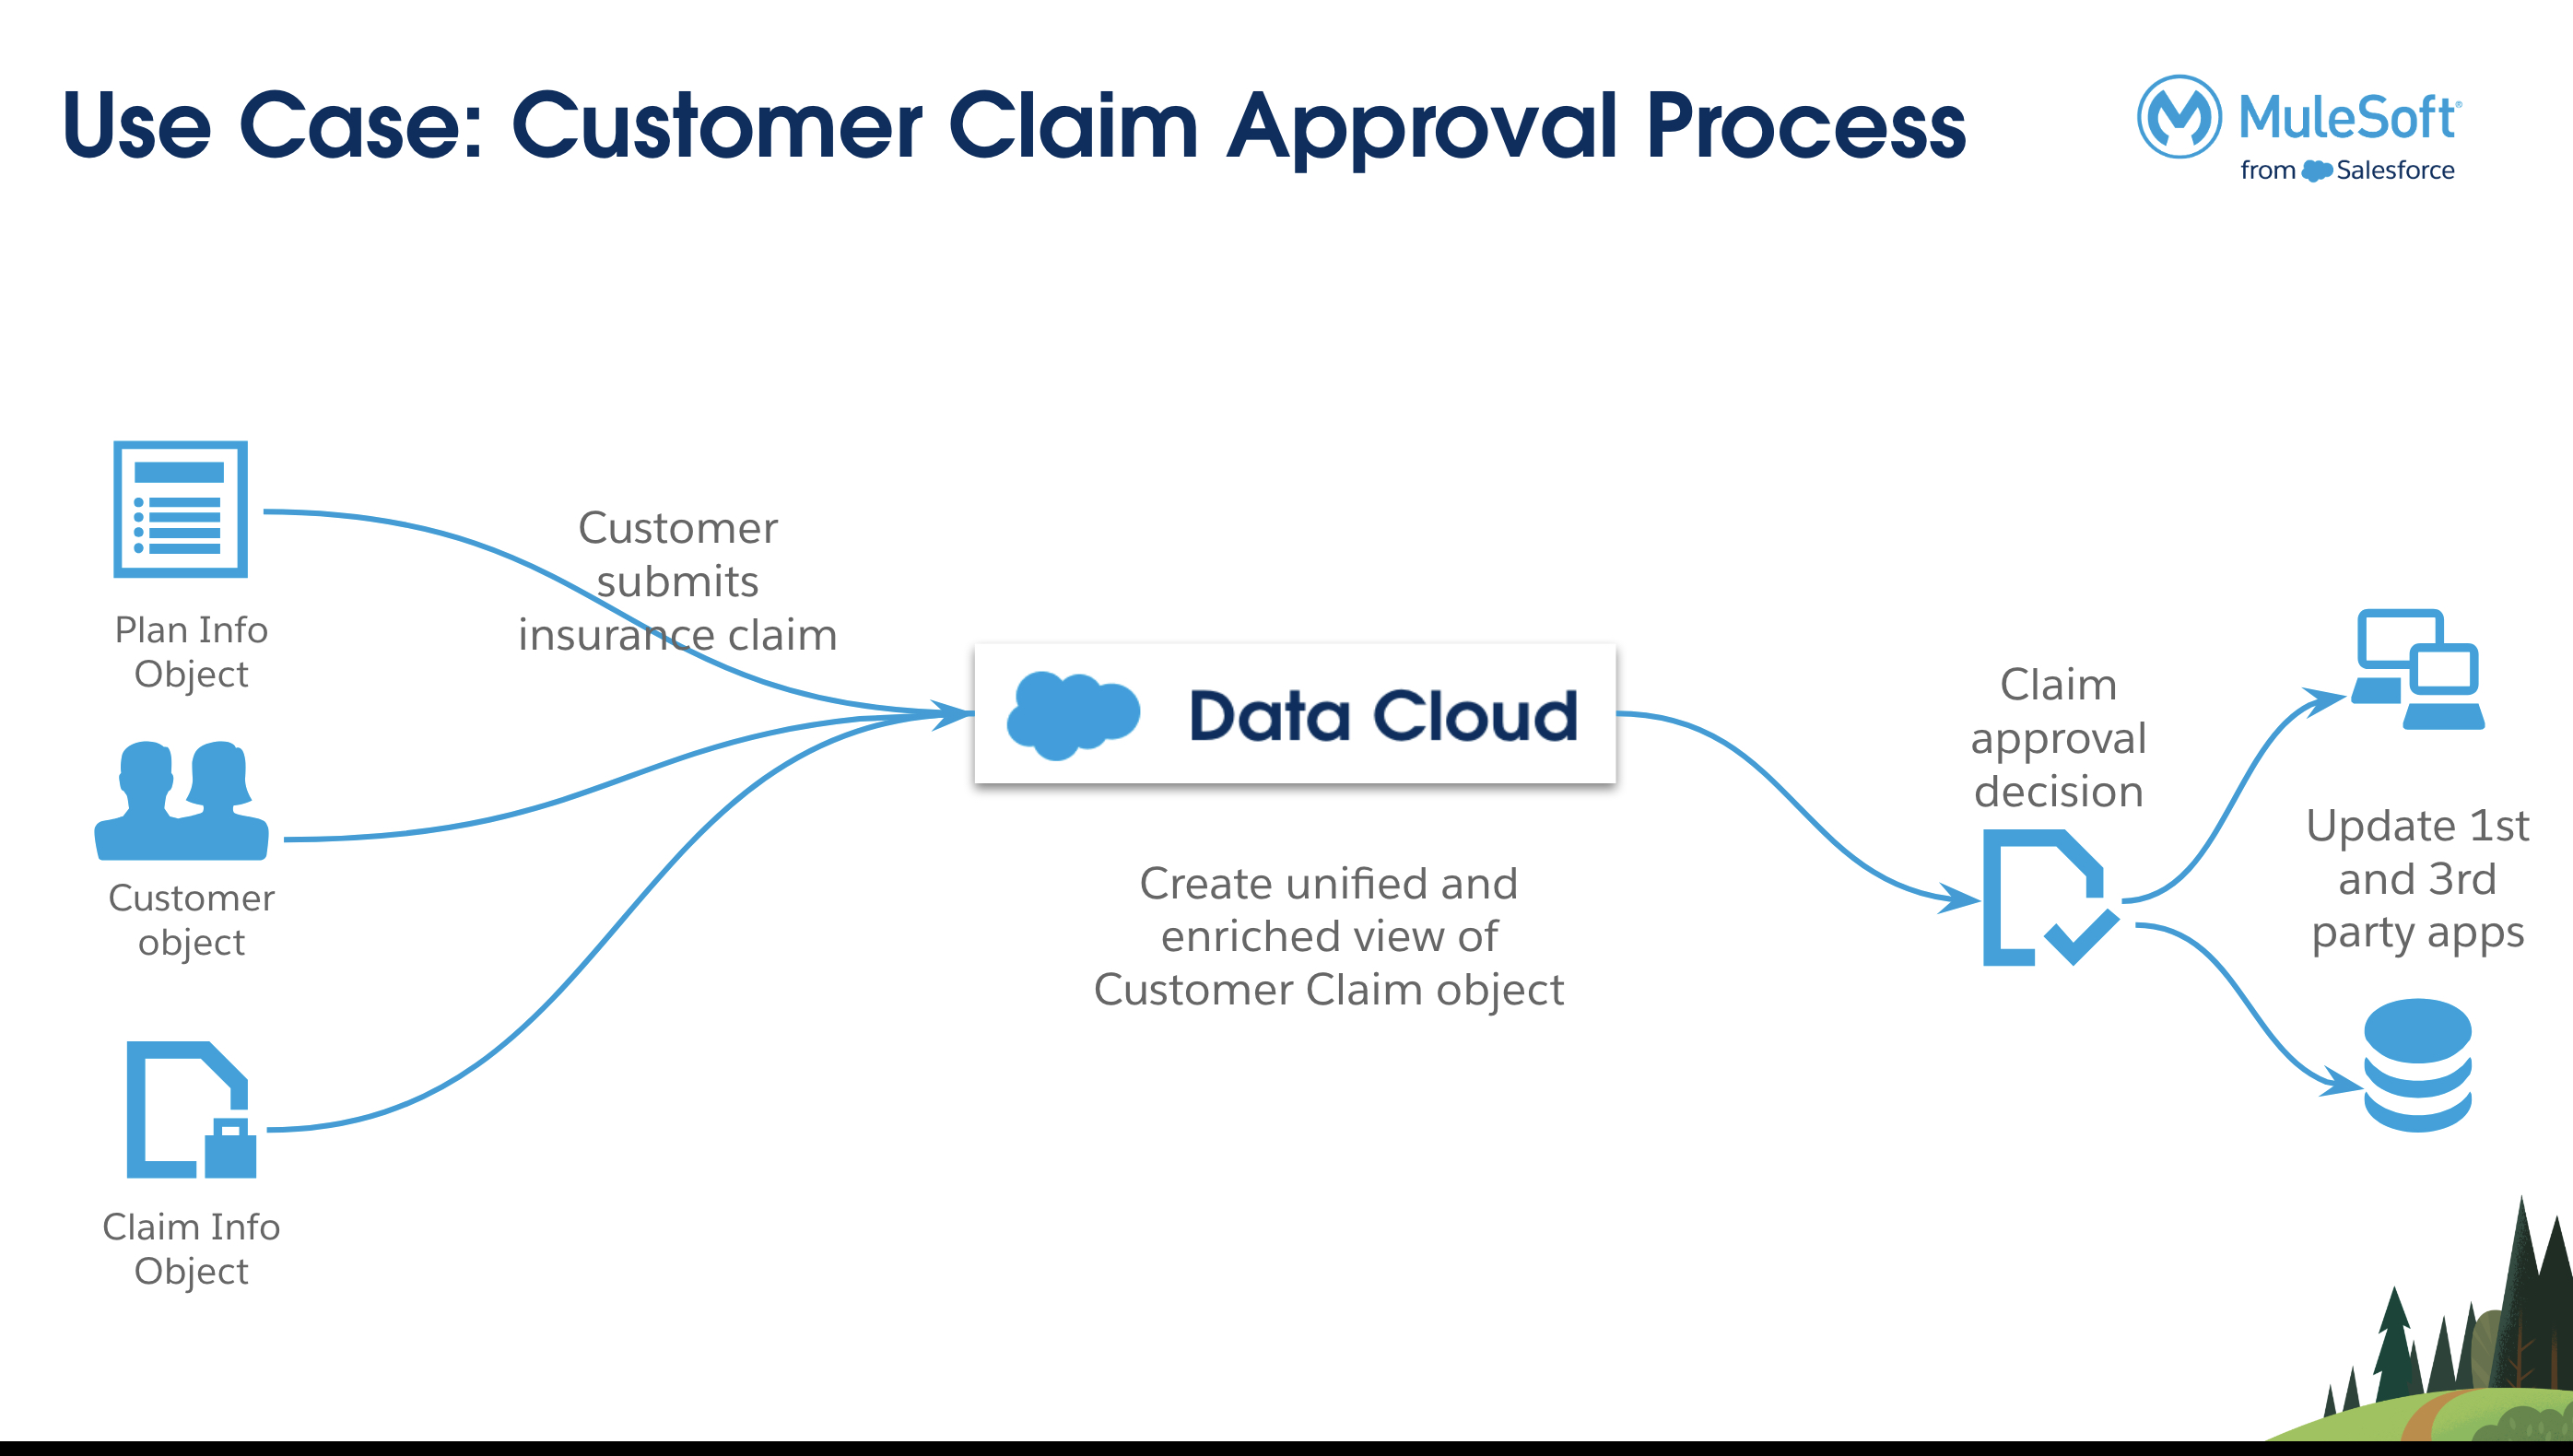 Use Case: Customer Claim Approval Process
MuleSoft®
from Salesforce
Plan Info
Object
Customer
submits
insurance claim
Customer
object
Claim Info
Object
Data Cloud
Create unified and
enriched view of
Customer Claim object
Claim
approval
decision
Update 1st
and 3rd
party apps